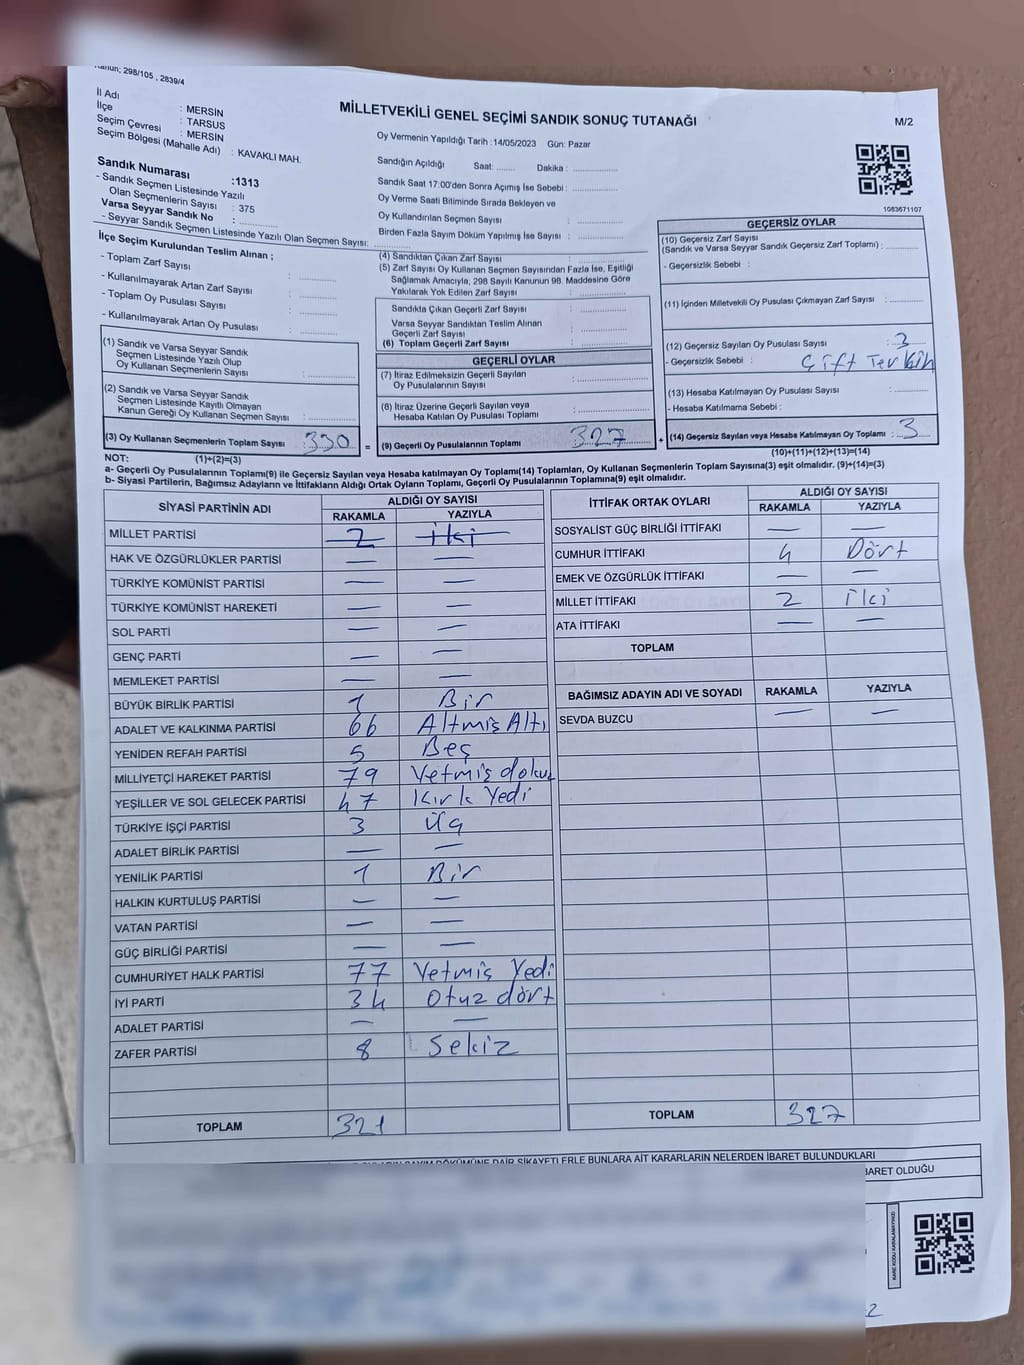 Kanun; 298/105 , 2839/4
MİLLETVEKİLİ GENEL SEÇİMİ SANDIK SONUÇ TUTANAĞI
M/2
İl Adı : MERSİN
İlçe : TARSUS
Seçim Çevresi : MERSİN
Seçim Bölgesi (Mahalle Adı) : KAVAKLI MAH.
Sandık Numarası :1313
- Sandık Seçmen Listesinde Yazılı
Olan Seçmenlerin Sayısı : 375
Varsa Seyyar Sandık No :
- Seyyar Sandık Seçmen Listesinde Yazılı Olan Seçmen Sayısı:
Oy Vermenin Yapıldığı Tarih :14/05/2023 Gün: Pazar
Sandığın Açıldığı Saat: Dakika :
Sandık Saat 17:00'den Sonra Açımış İse Sebebi :
Oy Verme Saati Bitiminde Sırada Bekleyen ve
Oy Kullandırılan Seçmen Sayısı :
Birden Fazla Sayım Döküm Yapılmış İse Sayısı :
1083671107
İlçe Seçim Kurulundan Teslim Alınan ;
- Toplam Zarf Sayısı :
- Kullanılmayarak Artan Zarf Sayısı :
- Toplam Oy Pusulası Sayısı :
- Kullanılmayarak Artan Oy Pusulası :
(4) Sandıktan Çıkan Zarf Sayısı :
(5) Zarf Sayısı Oy Kullanan Seçmen Sayısından Fazla İse, Eşitliği
Sağlamak Amacıyla; 298 Sayılı Kanunun 98. Maddesine Göre
Yakılarak Yok Edilen Zarf Sayısı :
Sandıkta Çıkan Geçerli Zarf Sayısı :
Varsa Seyyar Sandıktan Teslim Alınan
Geçerli Zarf Sayısı :
(6) Toplam Geçerli Zarf Sayısı :
GEÇERSİZ OYLAR
(10) Geçersiz Zarf Sayısı
(Sandık ve Varsa Seyyar Sandık Geçersiz Zarf Toplamı) :
- Geçersizlik Sebebi :
(11) İçinden Milletvekili Oy Pusulası Çıkmayan Zarf Sayısı :
(12) Geçersiz Sayılan Oy Pusulası Sayısı : 3
- Geçersizlik Sebebi : Çift Tercih
(13) Hesaba Katılmayan Oy Pusulası Sayısı :
- Hesaba Katılmama Sebebi :
(1) Sandık ve Varsa Seyyar Sandık
Seçmen Listesinde Yazılı Olup
Oy Kullanan Seçmenlerin Sayısı :
(2) Sandık ve Varsa Seyyar Sandık
Seçmen Listesinde Kayıtlı Olmayan
Kanun Gereği Oy Kullanan Seçmen Sayısı :
GEÇERLİ OYLAR
(7) İtiraz Edilmeksizin Geçerli Sayılan
Oy Pusulalarının Sayısı :
(8) İtiraz Üzerine Geçerli Sayılan veya
Hesaba Katılan Oy Pusulası Toplamı :
(3) Oy Kullanan Seçmenlerin Toplam Sayısı : 330 = (9) Geçerli Oy Pusulalarının Toplamı : 327 + (14) Geçersiz Sayılan veya Hesaba Katılmayan Oy Toplamı : 3
NOT: (1)+(2)=(3) (10)+(11)+(12)+(13)=(14)
a- Geçerli Oy Pusulalarının Toplamı(9) ile Geçersiz Sayılan veya Hesaba katılmayan Oy Toplamı(14) Toplamları, Oy Kullanan Seçmenlerin Toplam Sayısına(3) eşit olmalıdır. (9)+(14)=(3)
b- Siyasi Partilerin, Bağımsız Adayların ve İttifakların Aldığı Ortak Oyların Toplamı, Geçerli Oy Pusulalarının Toplamına(9) eşit olmalıdır.
SİYASİ PARTİNİN ADI ALDIĞI OY SAYISI
RAKAMLA YAZIYLA
MİLLET PARTİSİ 2 iki
HAK VE ÖZGÜRLÜKLER PARTİSİ — —
TÜRKİYE KOMÜNİST PARTİSİ — —
TÜRKİYE KOMÜNİST HAREKETİ — —
SOL PARTİ — —
GENÇ PARTİ — —
MEMLEKET PARTİSİ — —
BÜYÜK BİRLİK PARTİSİ 1 Bir
ADALET VE KALKINMA PARTİSİ 66 Altmış Altı
YENİDEN REFAH PARTİSİ 5 Beş
MİLLİYETÇİ HAREKET PARTİSİ 79 Yetmiş dokuz
YEŞİLLER VE SOL GELECEK PARTİSİ 47 Kırk Yedi
TÜRKİYE İŞÇİ PARTİSİ 3 Üç
ADALET BİRLİK PARTİSİ — —
YENİLİK PARTİSİ 1 Bir
HALKIN KURTULUŞ PARTİSİ — —
VATAN PARTİSİ — —
GÜÇ BİRLİĞİ PARTİSİ — —
CUMHURİYET HALK PARTİSİ 77 Yetmiş Yedi
İYİ PARTİ 34 Otuz dört
ADALET PARTİSİ — —
ZAFER PARTİSİ 8 Sekiz
TOPLAM 321
İTTİFAK ORTAK OYLARI ALDIĞI OY SAYISI
RAKAMLA YAZIYLA
SOSYALİST GÜÇ BİRLİĞİ İTTİFAKI — —
CUMHUR İTTİFAKI 4 Dört
EMEK VE ÖZGÜRLÜK İTTİFAKI — —
MİLLET İTTİFAKI 2 iki
ATA İTTİFAKI — —
TOPLAM
BAĞIMSIZ ADAYIN ADI VE SOYADI RAKAMLA YAZIYLA
SEVDA BUZCU — —
TOPLAM 327
SAYIM DÖKÜMÜNE DAİR ŞİKAYETLERLE BUNLARA AİT KARARLARIN NELERDEN İBARET BULUNDUKLARI
İBARET OLDUĞU